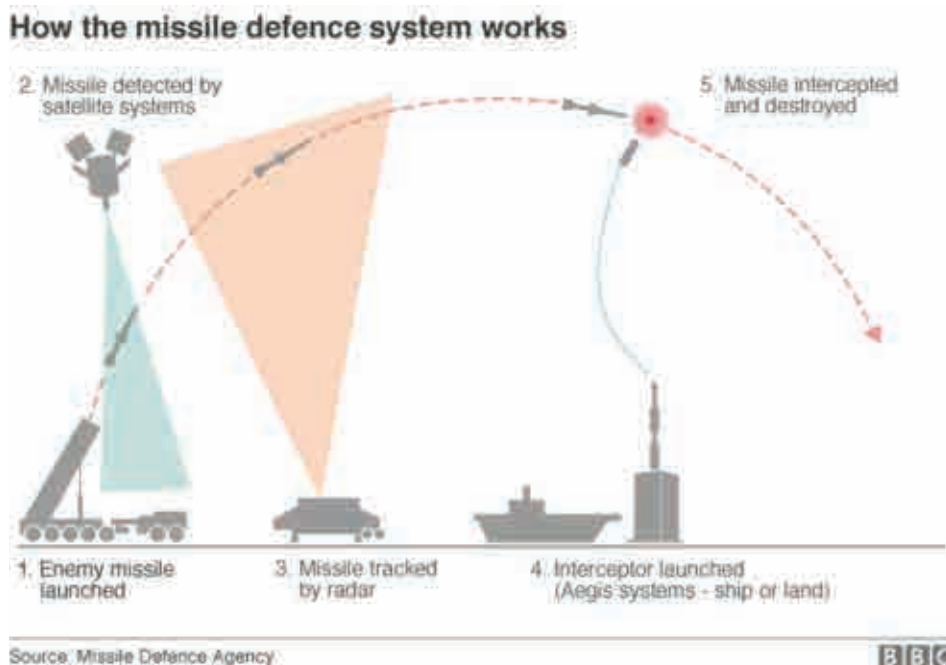 How the missile defence system works
2. Missile detected by
satellite systems
5. Missile intercepted
and destroyed
1. Enemy missile
launched
3. Missile tracked
by radar
4. Interceptor launched
(Aegis systems - ship or land)
Source: Missile Defence Agency
BBC